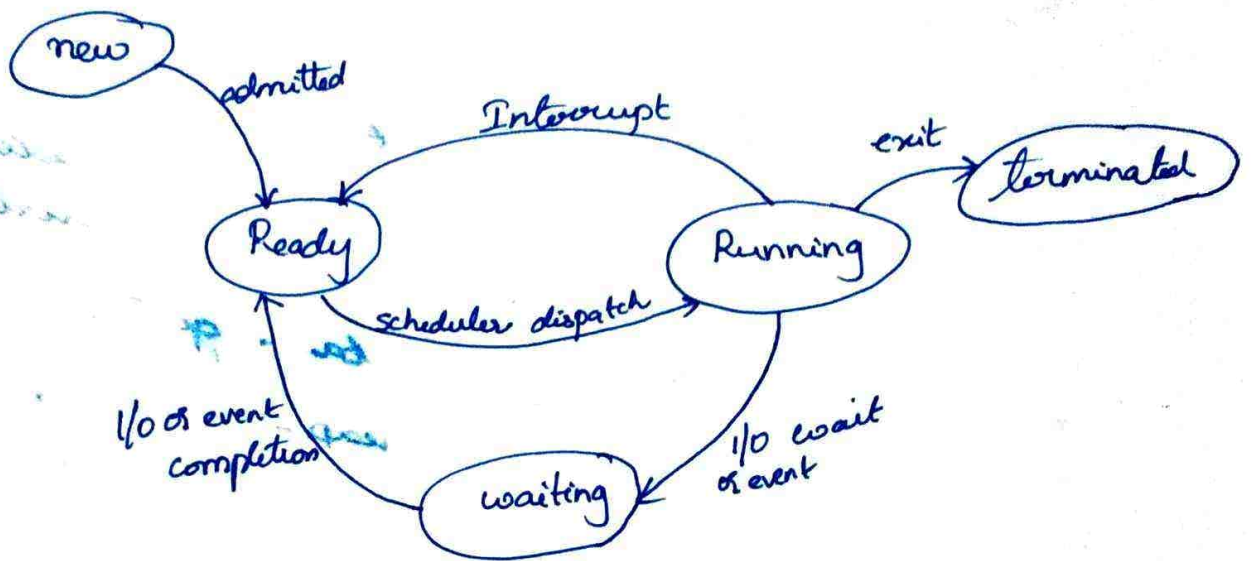 new
admitted
Interrupt
exit
terminated
Ready
Running
scheduler dispatch
I/O or event
completion
I/O wait
or event
waiting